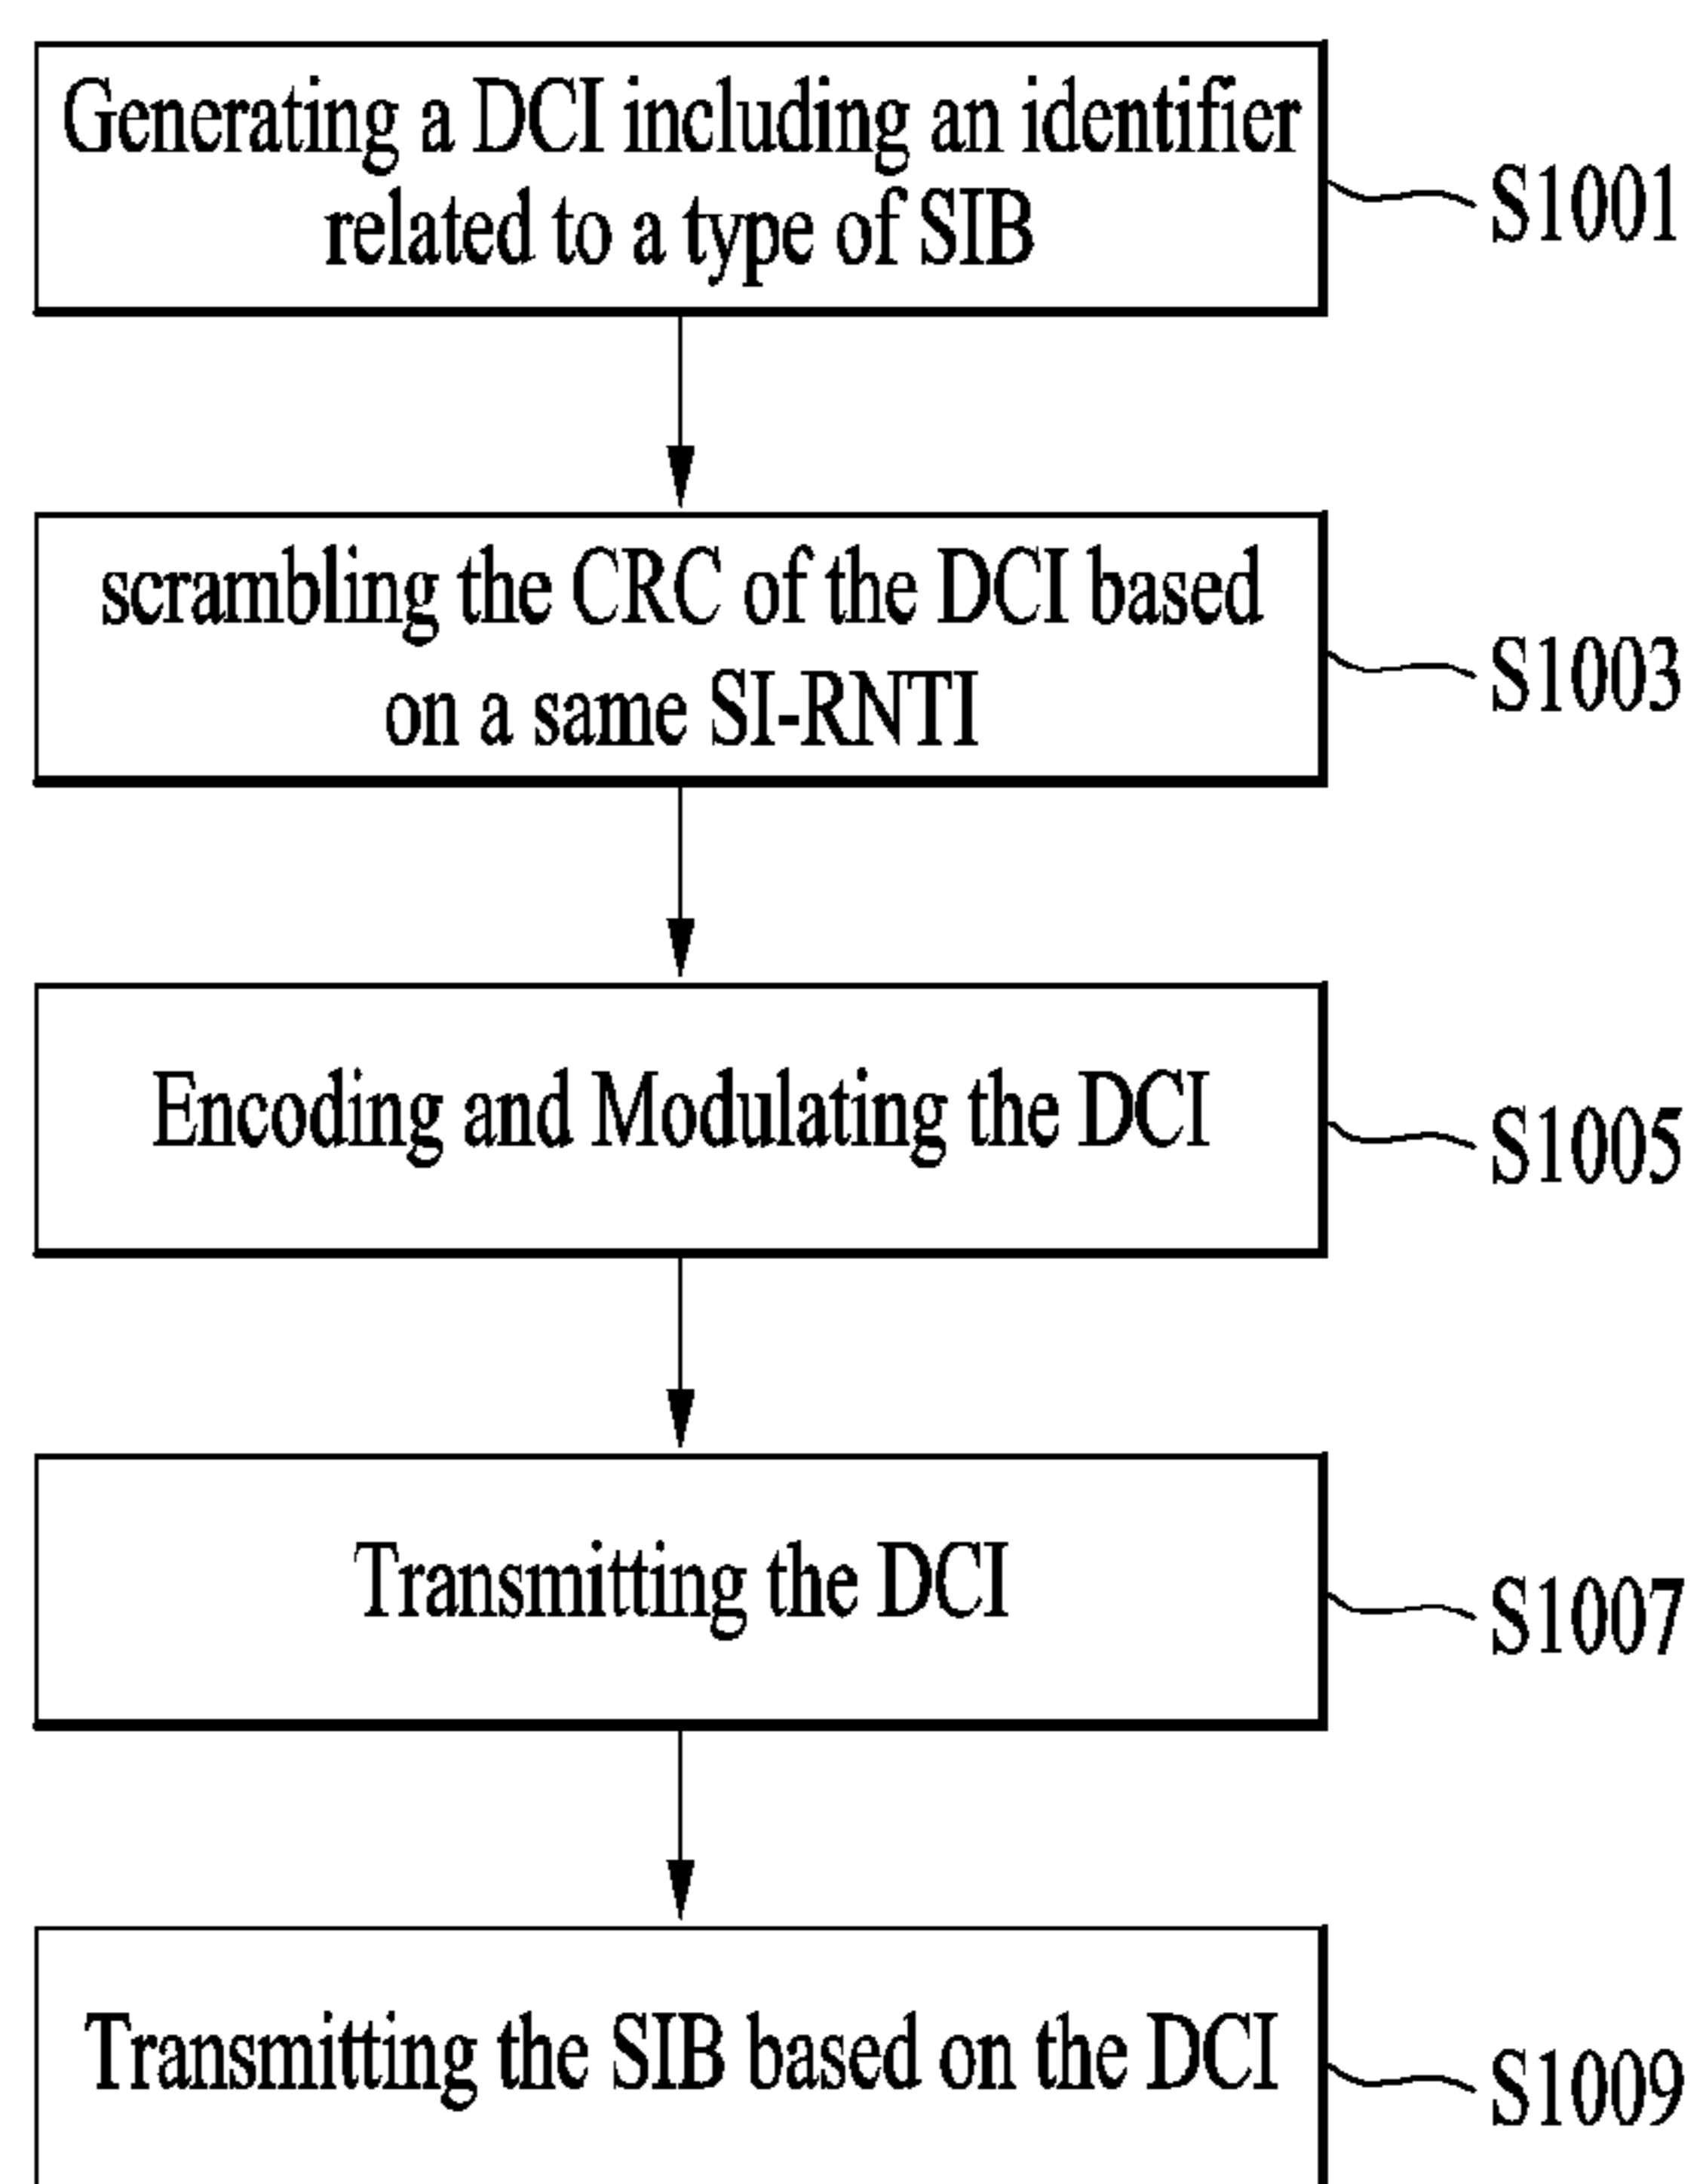 Generating a DCI including an identifier
related to a type of SIB
S1001
scrambling the CRC of the DCI based
on a same SI-RNTI
S1003
Encoding and Modulating the DCI
S1005
Transmitting the DCI
S1007
Transmitting the SIB based on the DCI
S1009